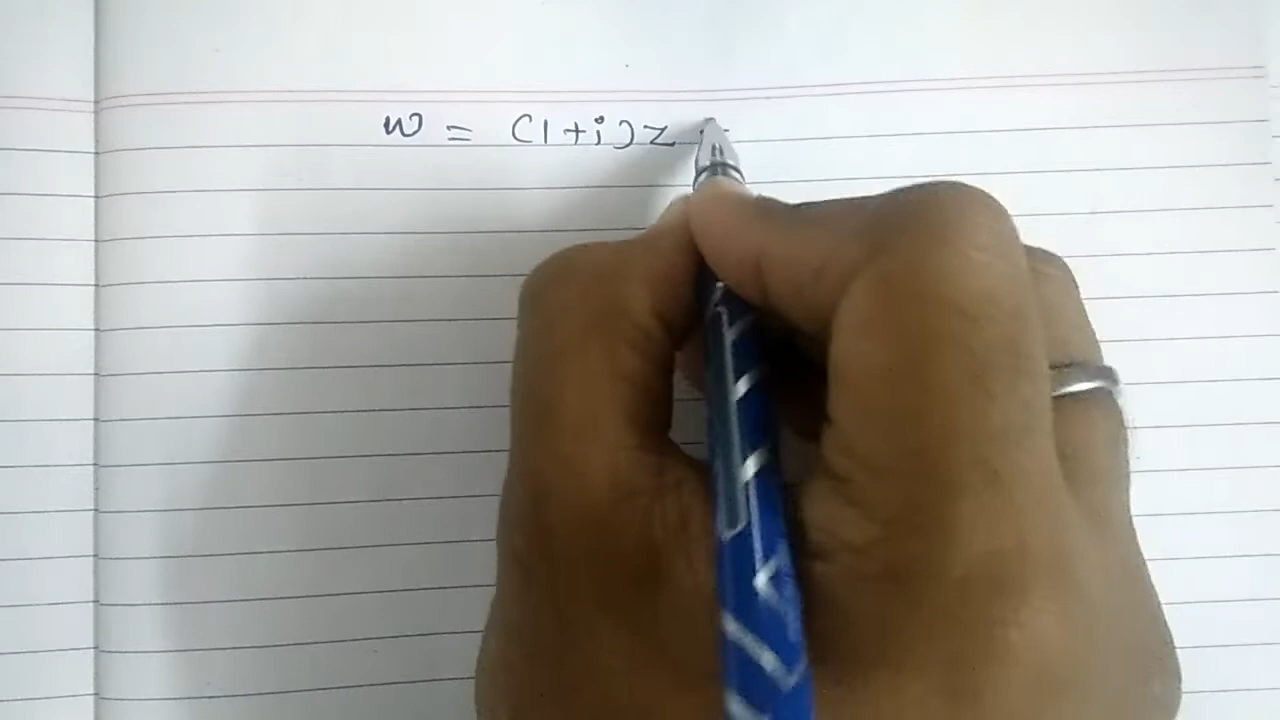 w = (1+i)z